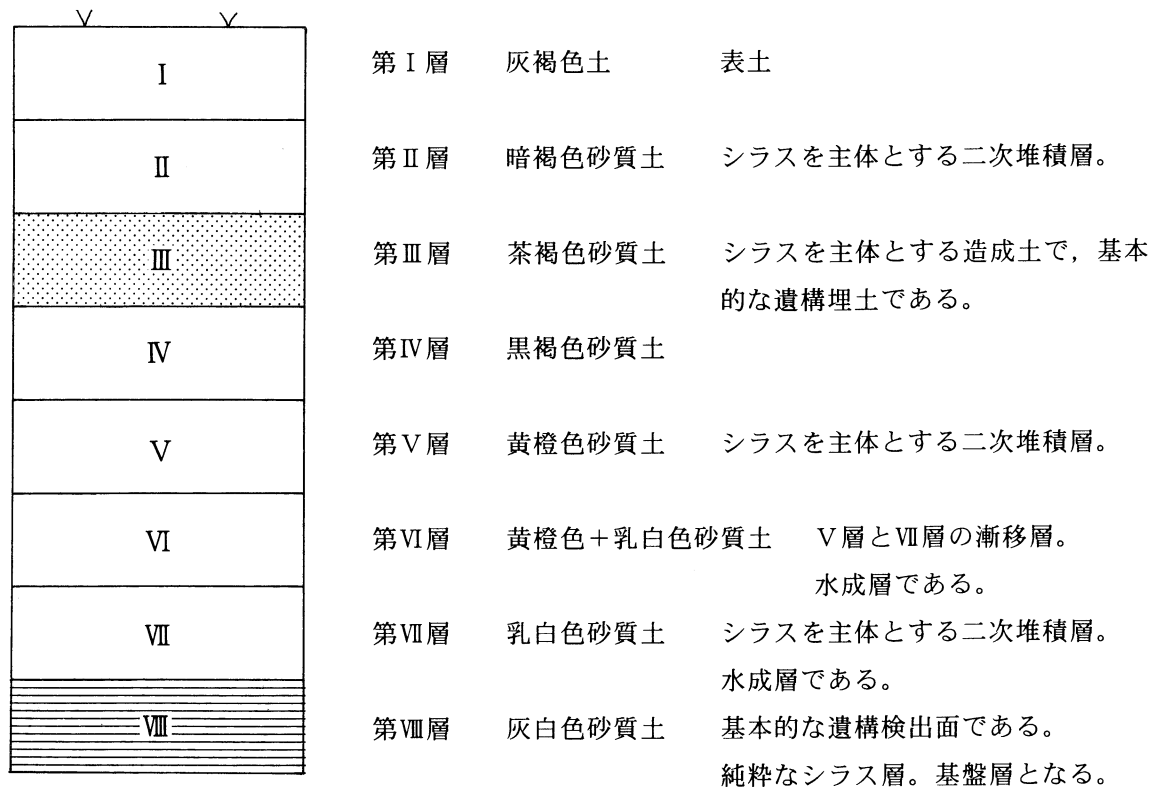 Ⅰ 第Ⅰ層 灰褐色土 表土
Ⅱ 第Ⅱ層 暗褐色砂質土 シラスを主体とする二次堆積層。
Ⅲ 第Ⅲ層 茶褐色砂質土 シラスを主体とする造成土で，基本
的な遺構埋土である。
Ⅳ 第Ⅳ層 黒褐色砂質土
Ⅴ 第Ⅴ層 黄橙色砂質土 シラスを主体とする二次堆積層。
Ⅵ 第Ⅵ層 黄橙色＋乳白色砂質土 Ⅴ層とⅦ層の漸移層。
水成層である。
Ⅶ 第Ⅶ層 乳白色砂質土 シラスを主体とする二次堆積層。
水成層である。
Ⅷ 第Ⅷ層 灰白色砂質土 基本的な遺構検出面である。
純粋なシラス層。基盤層となる。